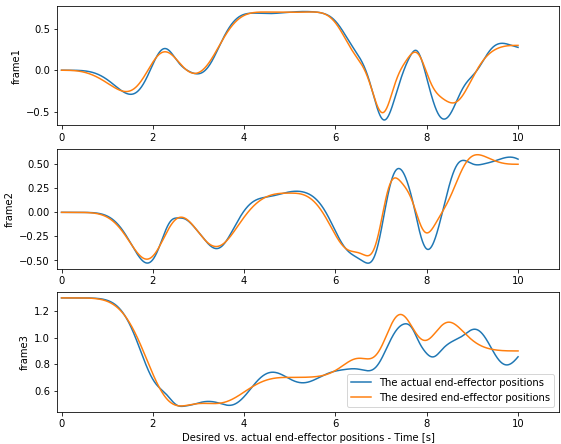 frame1
0.5
0.0
−0.5
0 2 4 6 8 10
frame2
0.50
0.25
0.00
−0.25
−0.50
0 2 4 6 8 10
frame3
1.2
1.0
0.8
0.6
The actual end-effector positions
The desired end-effector positions
0 2 4 6 8 10
Desired vs. actual end-effector positions - Time [s]